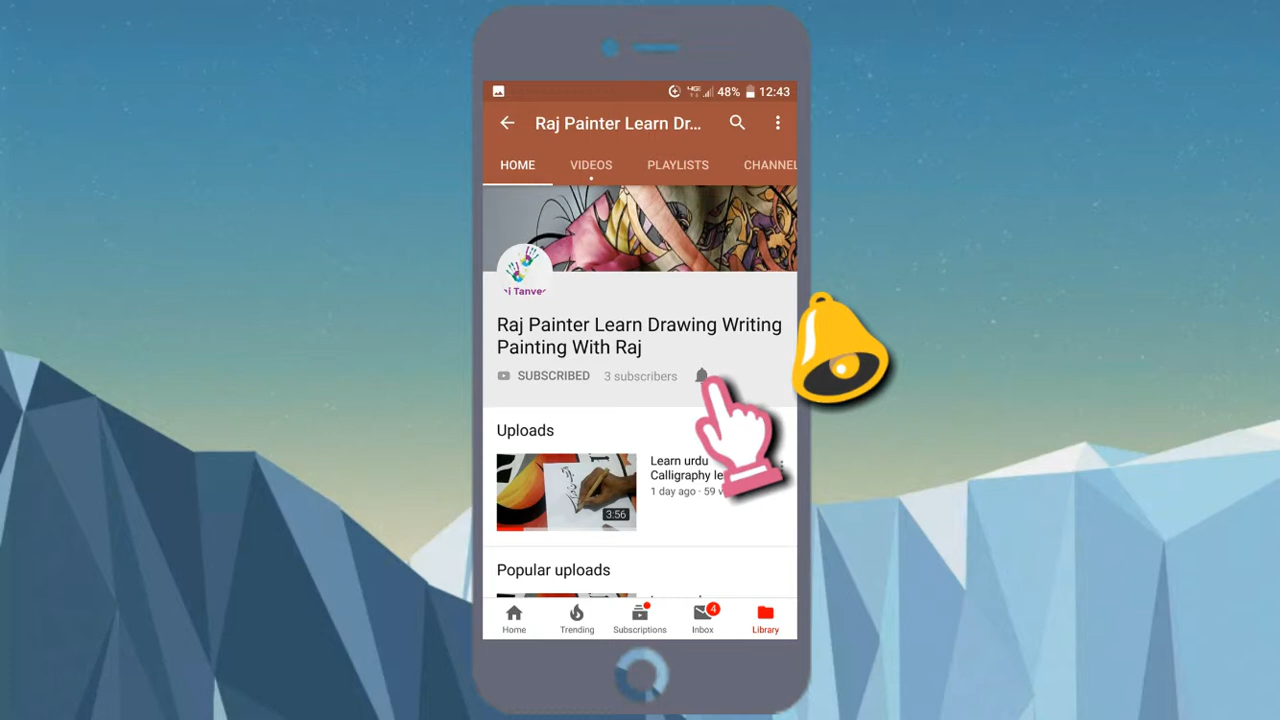 48% 12:43
Raj Painter Learn Dr...
HOME VIDEOS PLAYLISTS CHANNEL
Raj Painter Learn Drawing Writing
Painting With Raj
SUBSCRIBED 3 subscribers
Uploads
Learn urdu
Calligraphy le
1 day ago · 59 v
3:56
Popular uploads
4
Home Trending Subscriptions Inbox Library